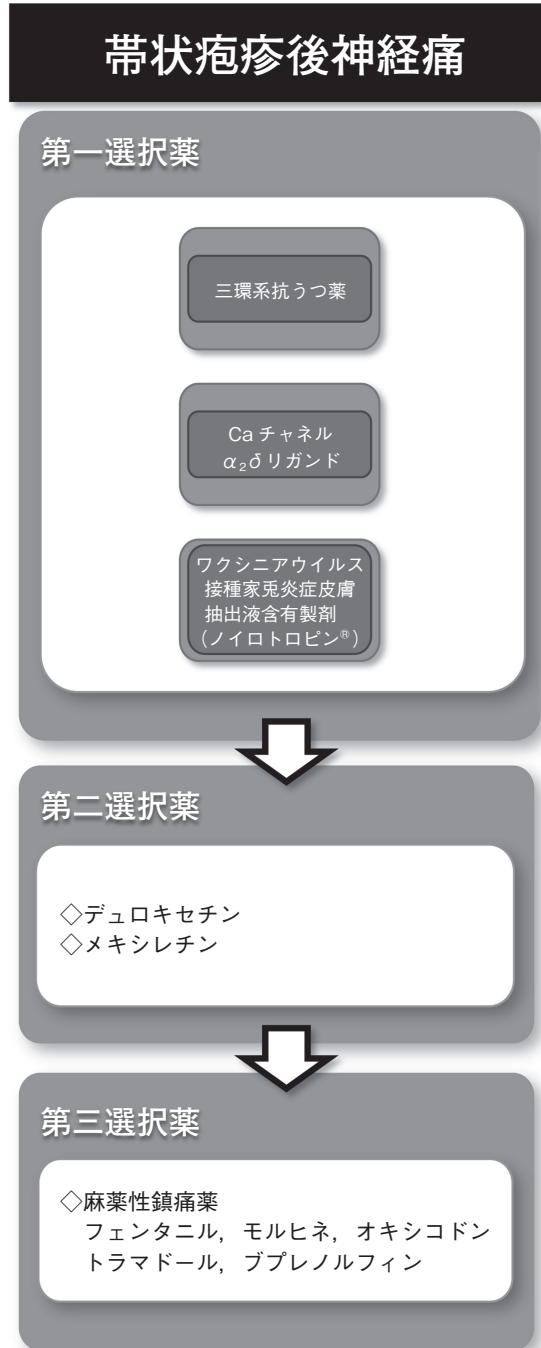 帯状疱疹後神経痛
第一選択薬
三環系抗うつ薬
Ca チャネル
α₂δ リガンド
ワクシニアウイルス
接種家兎炎症皮膚
抽出液含有製剤
(ノイロトロピン®)
第二選択薬
◇デュロキセチン
◇メキシレチン
第三選択薬
◇麻薬性鎮痛薬
フェンタニル，モルヒネ，オキシコドン
トラマドール，ブプレノルフィン